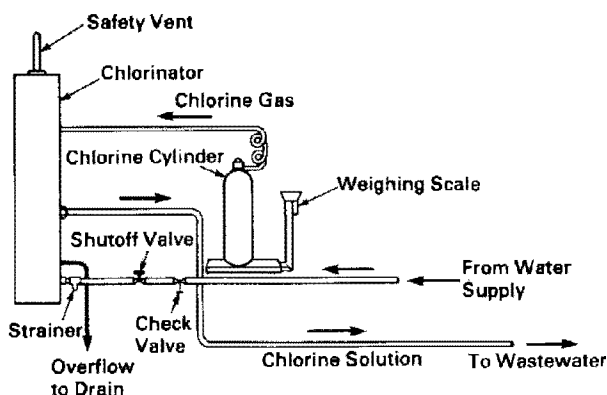 Safety Vent
Chlorinator
Chlorine Gas
Chlorine Cylinder
Weighing Scale
Shutoff Valve
From Water
Supply
Strainer
Check
Valve
Overflow
to Drain
Chlorine Solution
To Wastewater